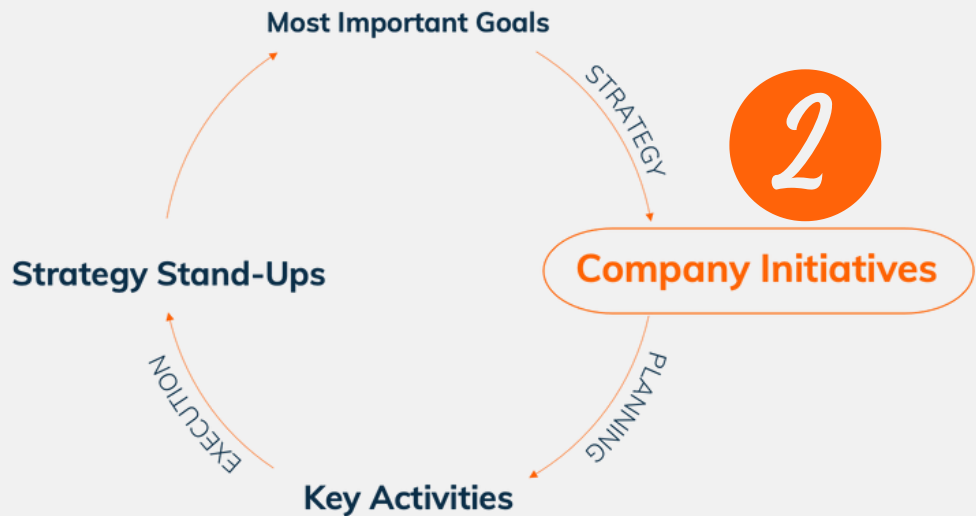 Most Important Goals
STRATEGY
2
Company Initiatives
Strategy Stand-Ups
PLANNING
EXECUTION
Key Activities